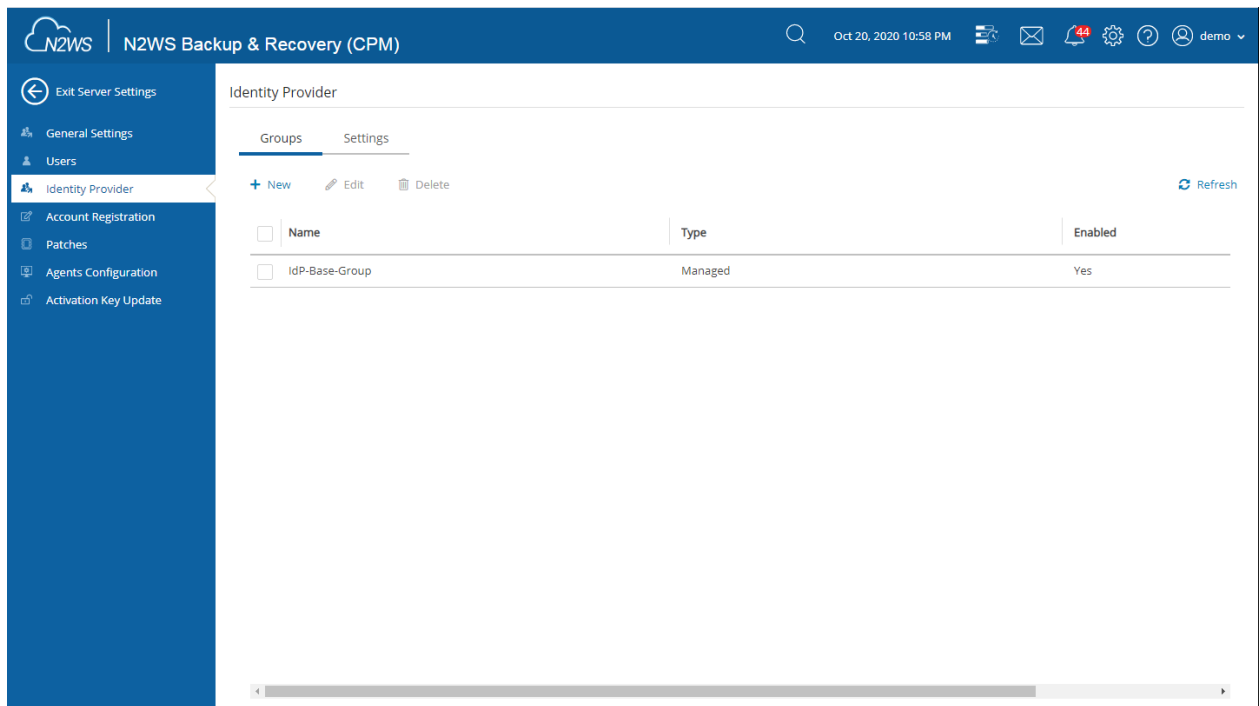 N2WS N2WS Backup & Recovery (CPM) Oct 20, 2020 10:58 PM 44 demo
Exit Server Settings
General Settings
Users
Identity Provider
Account Registration
Patches
Agents Configuration
Activation Key Update
Identity Provider
Groups Settings
+ New Edit Delete Refresh
Name Type Enabled
IdP-Base-Group Managed Yes